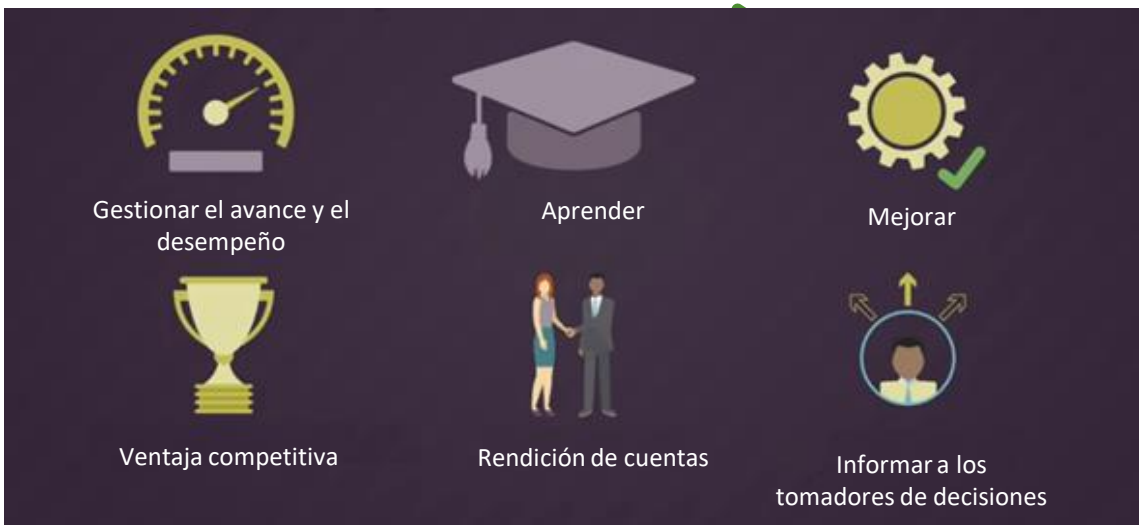 Gestionar el avance y el
desempeño
Aprender
Mejorar
Ventaja competitiva
Rendición de cuentas
Informar a los
tomadores de decisiones